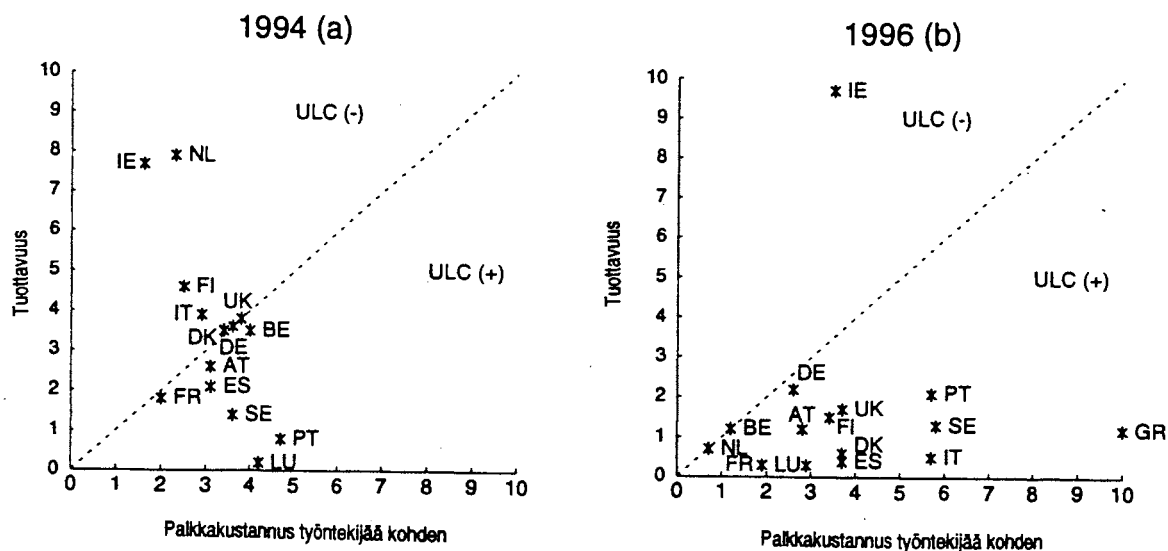 1994 (a)
10
9
8
7
6
5
4
3
2
1
0
Tuottavuus
ULC (-)
IE NL
FI
ULC (+)
IT
UK
DK
DE
BE
AT
FR
ES
SE
PT
LU
0 1 2 3 4 5 6 7 8 9 10
Palkkakustannus työntekijää kohden
1996 (b)
10
9
8
7
6
5
4
3
2
1
0
Tuottavuus
IE
ULC (-)
ULC (+)
DE
PT
AT
UK
BE
FI
SE
GR
NL
DK
FR
LU
ES
IT
0 1 2 3 4 5 6 7 8 9 10
Palkkakustannus työntekijää kohden